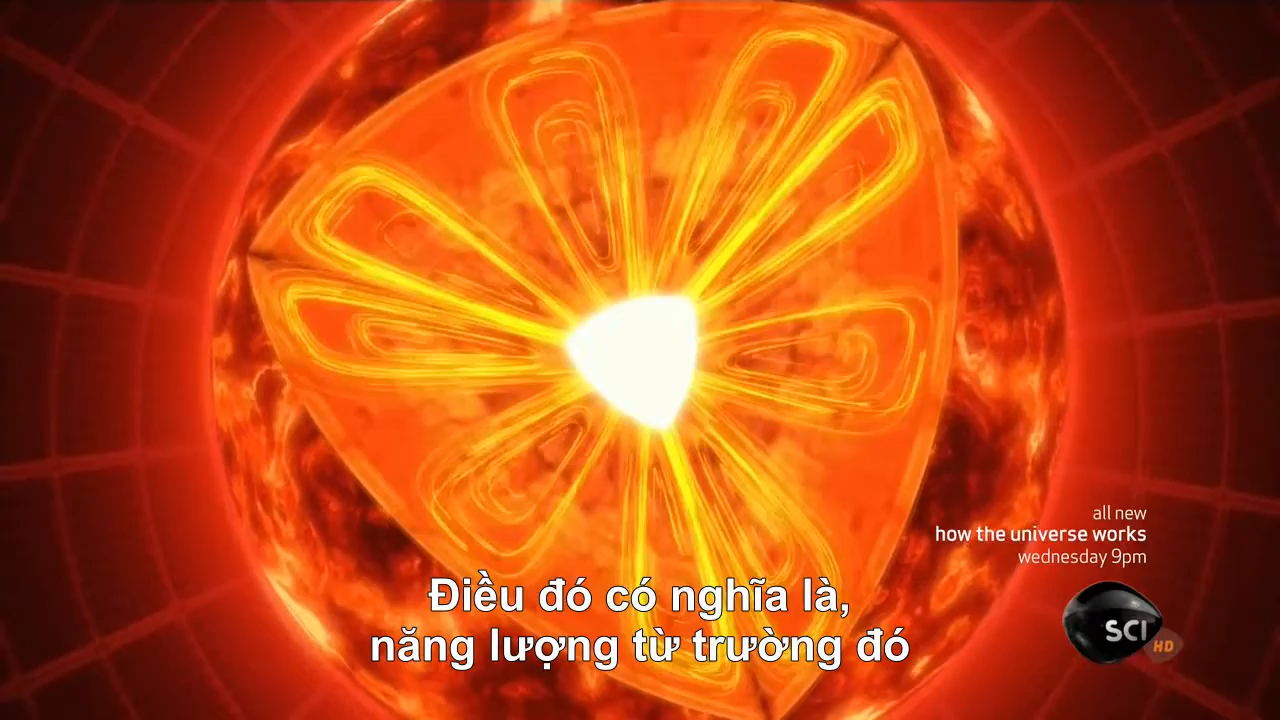 all new
how the universe works
wednesday 9pm
Điều đó có nghĩa là,
năng lượng từ trường đó
SCI
HD